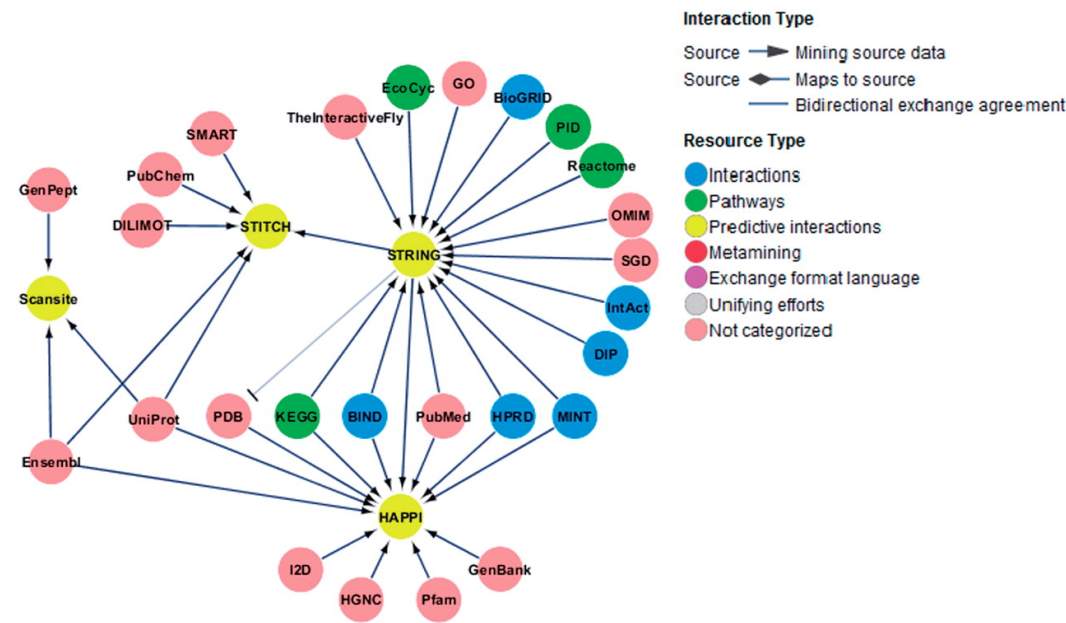 Interaction Type
Source Mining source data
Source Maps to source
Bidirectional exchange agreement
Resource Type
Interactions
Pathways
Predictive interactions
Metamining
Exchange format language
Unifying efforts
Not categorized
EcoCyc
GO
BioGRID
TheInteractiveFly
PID
SMART
Reactome
PubChem
GenPept
OMIM
DILIMOT
STITCH
STRING
SGD
Scansite
IntAct
DIP
UniProt
PDB
KEGG
BIND
PubMed
HPRD
MINT
Ensembl
HAPPI
I2D
GenBank
HGNC
Pfam